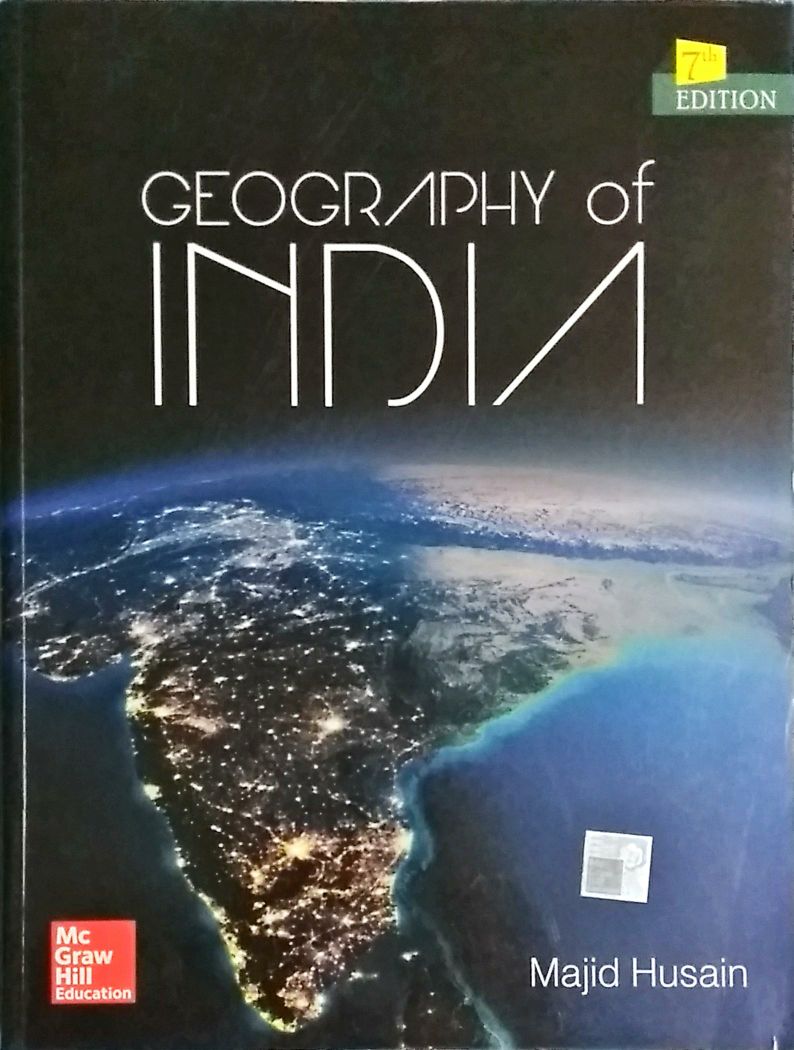 7th
EDITION
GEOGRAPHY of
INDIA
Mc
Graw
Hill
Education
Majid Husain